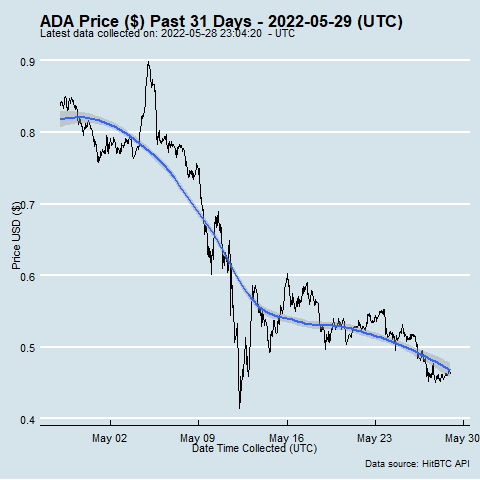 ADA Price ($) Past 31 Days - 2022-05-29 (UTC)
Latest data collected on: 2022-05-28 23:04:20 - UTC
0.9
0.8
0.7
0.6
0.5
0.4
Price USD ($)
May 02
May 09
May 16
May 23
May 30
Date Time Collected (UTC)
Data source: HitBTC API